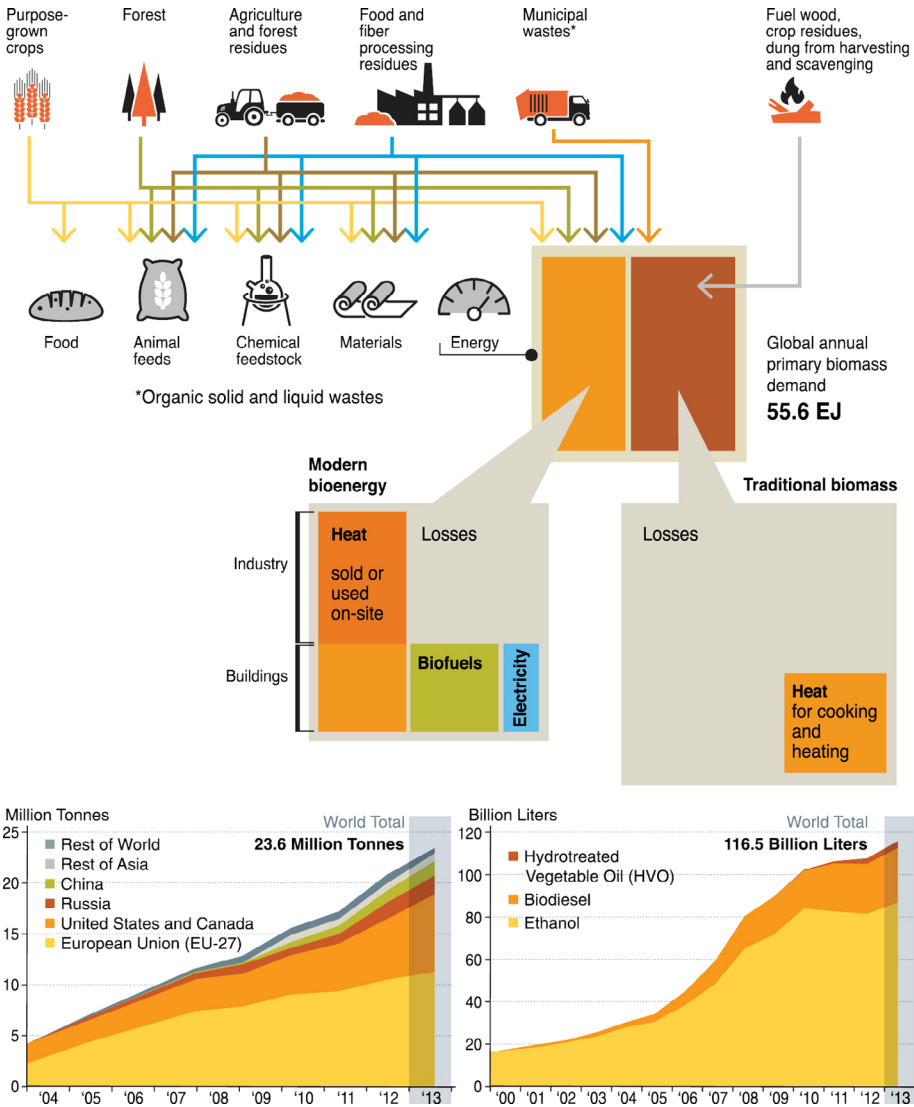 Purpose-
grown
crops
Forest
Agriculture
and forest
residues
Food and
fiber
processing
residues
Municipal
wastes*
Fuel wood,
crop residues,
dung from harvesting
and scavenging
Food
Animal
feeds
Chemical
feedstock
Materials
Energy
*Organic solid and liquid wastes
Global annual
primary biomass
demand
55.6 EJ
Modern
bioenergy
Traditional biomass
Industry
Buildings
Heat
sold or
used
on-site
Losses
Biofuels
Electricity
Losses
Heat
for cooking
and
heating
Million Tonnes
World Total
23.6 Million Tonnes
Rest of World
Rest of Asia
China
Russia
United States and Canada
European Union (EU-27)
25
20
15
10
5
0
'04 '05 '06 '07 '08 '09 '10 '11 '12 '13
Billion Liters
World Total
116.5 Billion Liters
Hydrotreated
Vegetable Oil (HVO)
Biodiesel
Ethanol
120
100
80
60
40
20
0
'00 '01 '02 '03 '04 '05 '06 '07 '08 '09 '10 '11 '12 '13